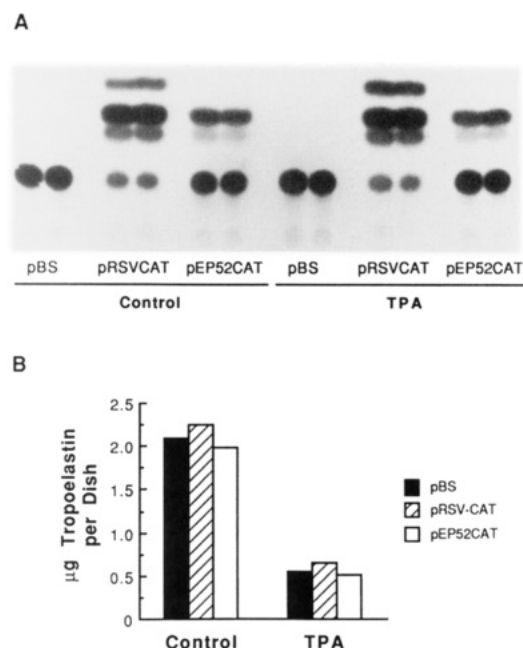 A
pBS pRSVCAT pEP52CAT pBS pRSVCAT pEP52CAT
Control TPA
B
µg Tropoelastin
per Dish
2.5
2.0
1.5
1.0
0.5
0
Control TPA
pBS
pRSV-CAT
pEP52CAT